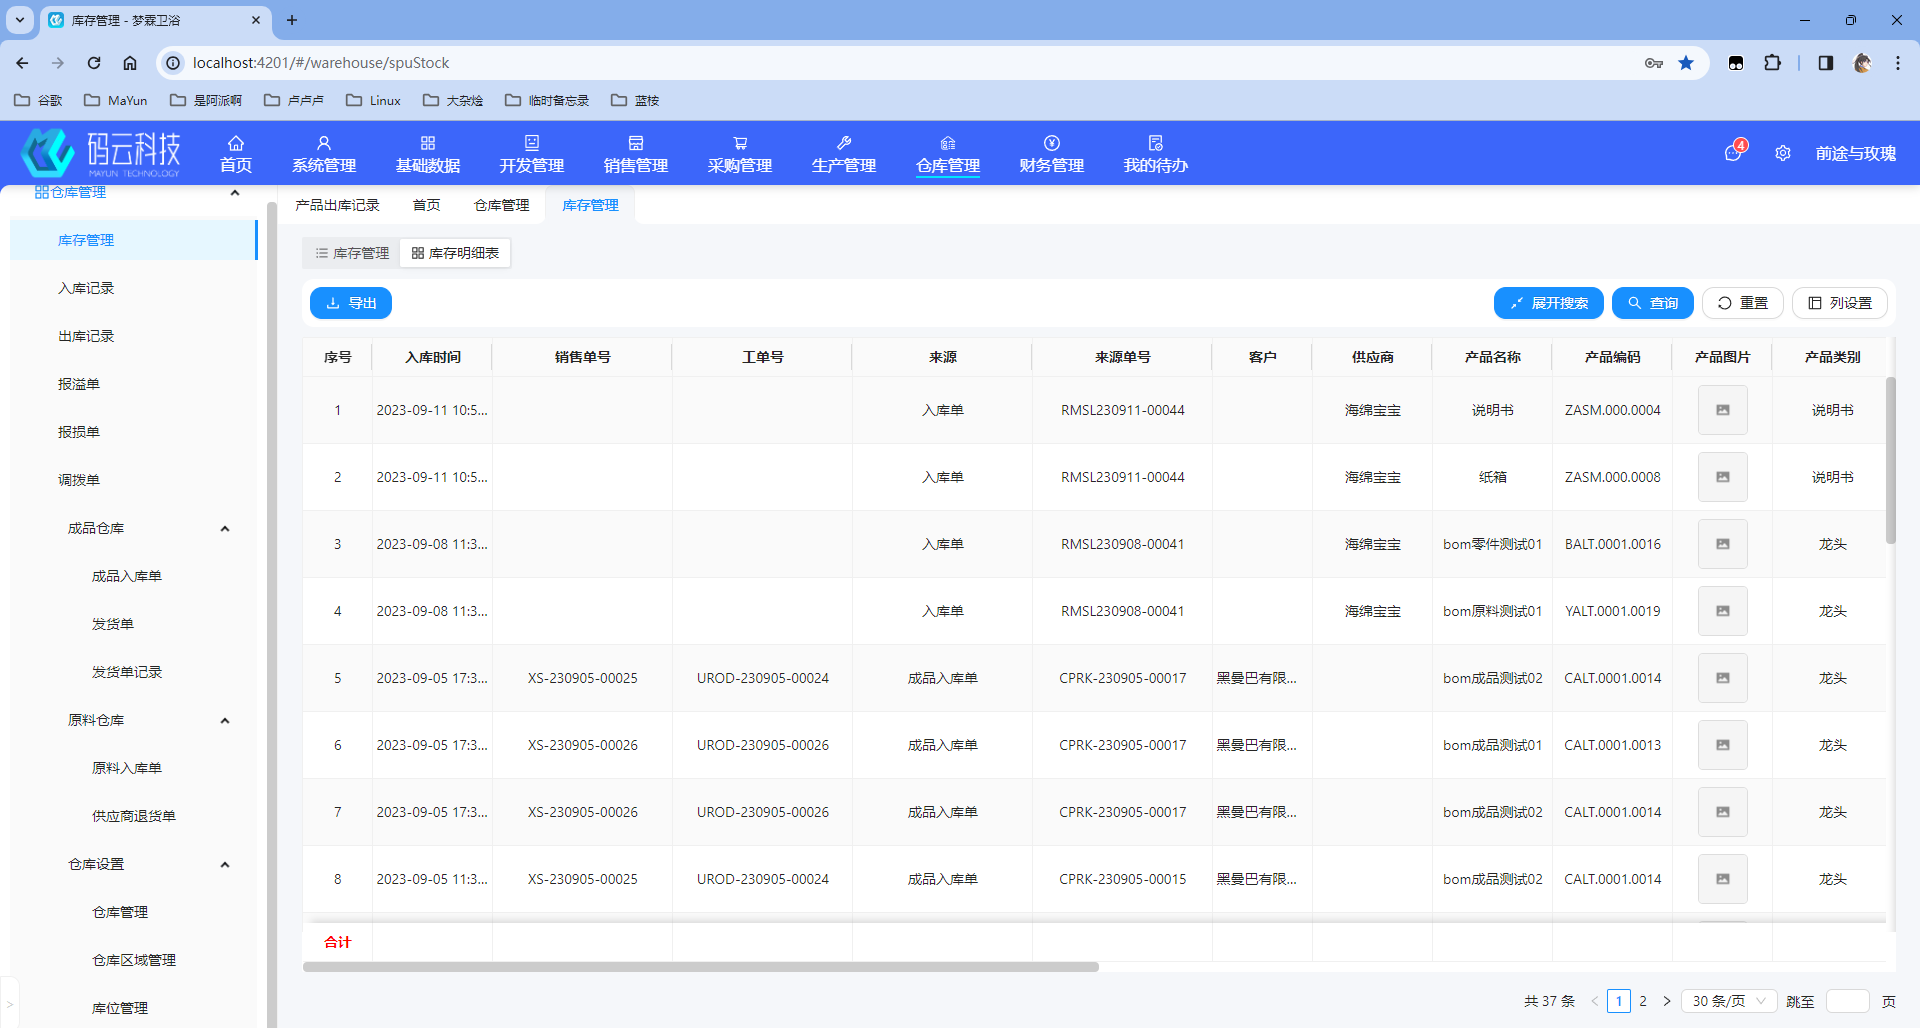 库存管理 - 梦霖卫浴
localhost:4201/#/warehouse/spuStock
谷歌 MaYun 是阿派啊 卢卢卢 Linux 大杂烩 临时备忘录 蓝桉
码云科技
MAYUN TECHNOLOGY
首页 系统管理 基础数据 开发管理 销售管理 采购管理 生产管理 仓库管理 财务管理 我的待办 4 前途与玫瑰
仓库管理
库存管理
入库记录
出库记录
报溢单
报损单
调拨单
成品仓库
成品入库单
发货单
发货单记录
原料仓库
原料入库单
供应商退货单
仓库设置
仓库管理
仓库区域管理
库位管理
产品出库记录 首页 仓库管理 库存管理
库存管理 库存明细表
导出 展开搜索 查询 重置 列设置
序号 入库时间 销售单号 工单号 来源 来源单号 客户 供应商 产品名称 产品编码 产品图片 产品类别
1 2023-09-11 10:5... 入库单 RMSL230911-00044 海绵宝宝 说明书 ZASM.000.0004 说明书
2 2023-09-11 10:5... 入库单 RMSL230911-00044 海绵宝宝 纸箱 ZASM.000.0008 说明书
3 2023-09-08 11:3... 入库单 RMSL230908-00041 海绵宝宝 bom零件测试01 BALT.0001.0016 龙头
4 2023-09-08 11:3... 入库单 RMSL230908-00041 海绵宝宝 bom原料测试01 YALT.0001.0019 龙头
5 2023-09-05 17:3... XS-230905-00025 UROD-230905-00024 成品入库单 CPRK-230905-00017 黑曼巴有限... bom成品测试02 CALT.0001.0014 龙头
6 2023-09-05 17:3... XS-230905-00026 UROD-230905-00026 成品入库单 CPRK-230905-00017 黑曼巴有限... bom成品测试01 CALT.0001.0013 龙头
7 2023-09-05 17:3... XS-230905-00026 UROD-230905-00026 成品入库单 CPRK-230905-00017 黑曼巴有限... bom成品测试02 CALT.0001.0014 龙头
8 2023-09-05 11:3... XS-230905-00025 UROD-230905-00024 成品入库单 CPRK-230905-00015 黑曼巴有限... bom成品测试02 CALT.0001.0014 龙头
合计
共 37 条 < 1 2 > 30 条/页 跳至 页